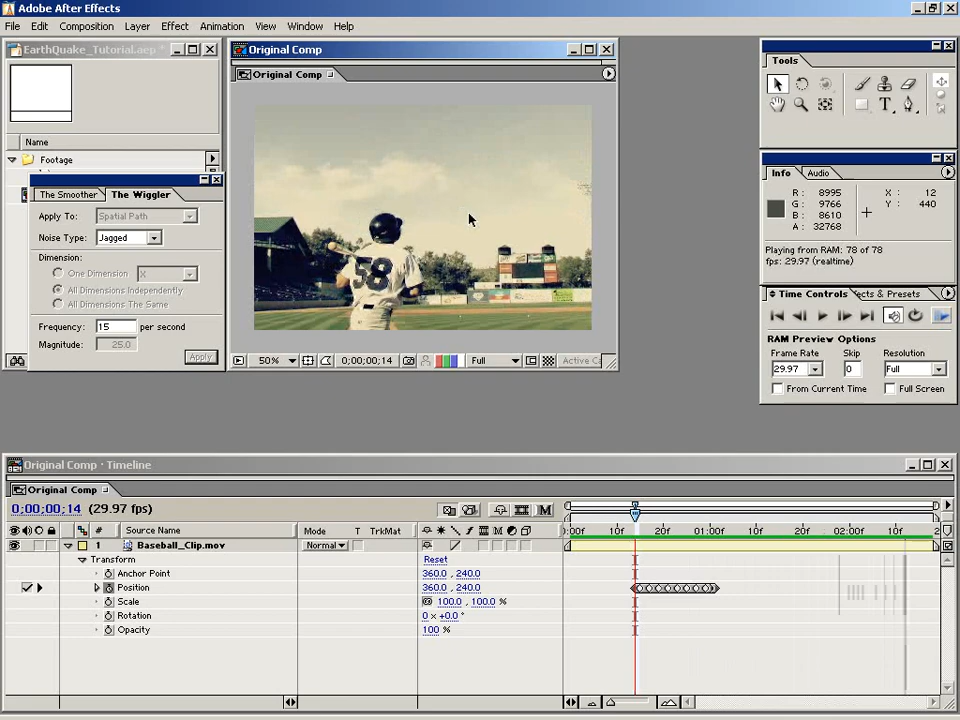 Adobe After Effects
File Edit Composition Layer Effect Animation View Window Help
EarthQuake_Tutorial.aep *
Name
Footage
The Smoother The Wiggler
Apply To: Spatial Path
Noise Type: Jagged
Dimension:
One Dimension X
All Dimensions Independently
All Dimensions The Same
Frequency: 15 per second
Magnitude: 25.0
Apply
Original Comp
Original Comp
58
50% 0;00;00;14 Full Active Ca
Tools
T
Info Audio
R : 8995 X : 12
G : 9766 Y : 440
B : 8610
A : 32768
Playing from RAM: 78 of 78
fps: 29.97 (realtime)
Time Controls ects & Presets
RAM Preview Options
Frame Rate Skip Resolution
29.97 0 Full
From Current Time Full Screen
Original Comp · Timeline
Original Comp
0;00;00;14 (29.97 fps) M
# Source Name Mode T TrkMat
:00f 10f 20f 01:00f 10f 20f 02:00f 10f
1 Baseball_Clip.mov Normal
Transform Reset
Anchor Point 360.0 , 240.0
Position 360.0 , 240.0
Scale 100.0 , 100.0 %
Rotation 0 x +0.0 °
Opacity 100 %